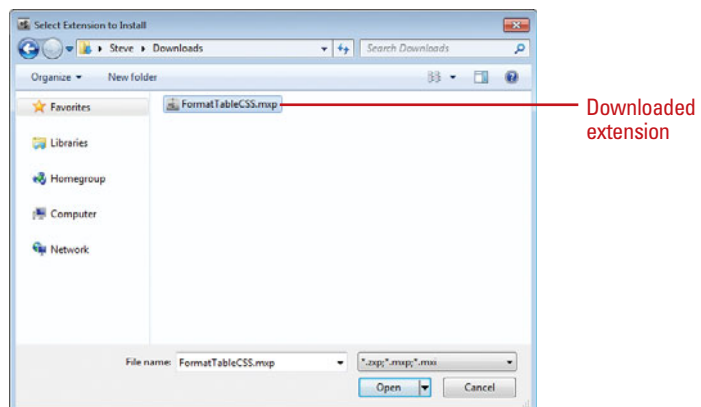 Select Extension to Install
Steve
Downloads
Search Downloads
Organize
New folder
Favorites
FormatTableCSS.mxp
Downloaded
extension
Libraries
Homegroup
Computer
Network
File name:
FormatTableCSS.mxp
*.zxp;*.mxp;*.mxi
Open
Cancel